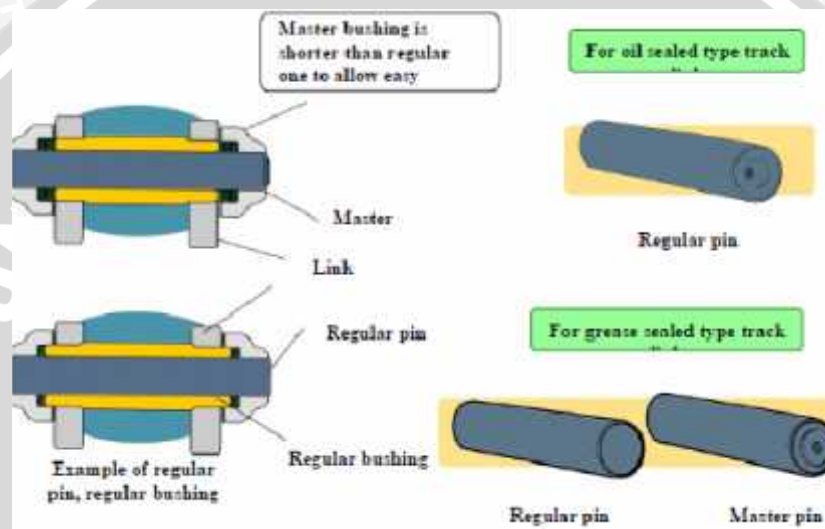 Master bushing is
shorter than regular
one to allow easy
For oil sealed type track
Master
Link
Regular pin
Regular pin
For grease sealed type track
Regular bushing
Example of regular
pin, regular bushing
Regular pin
Master pin